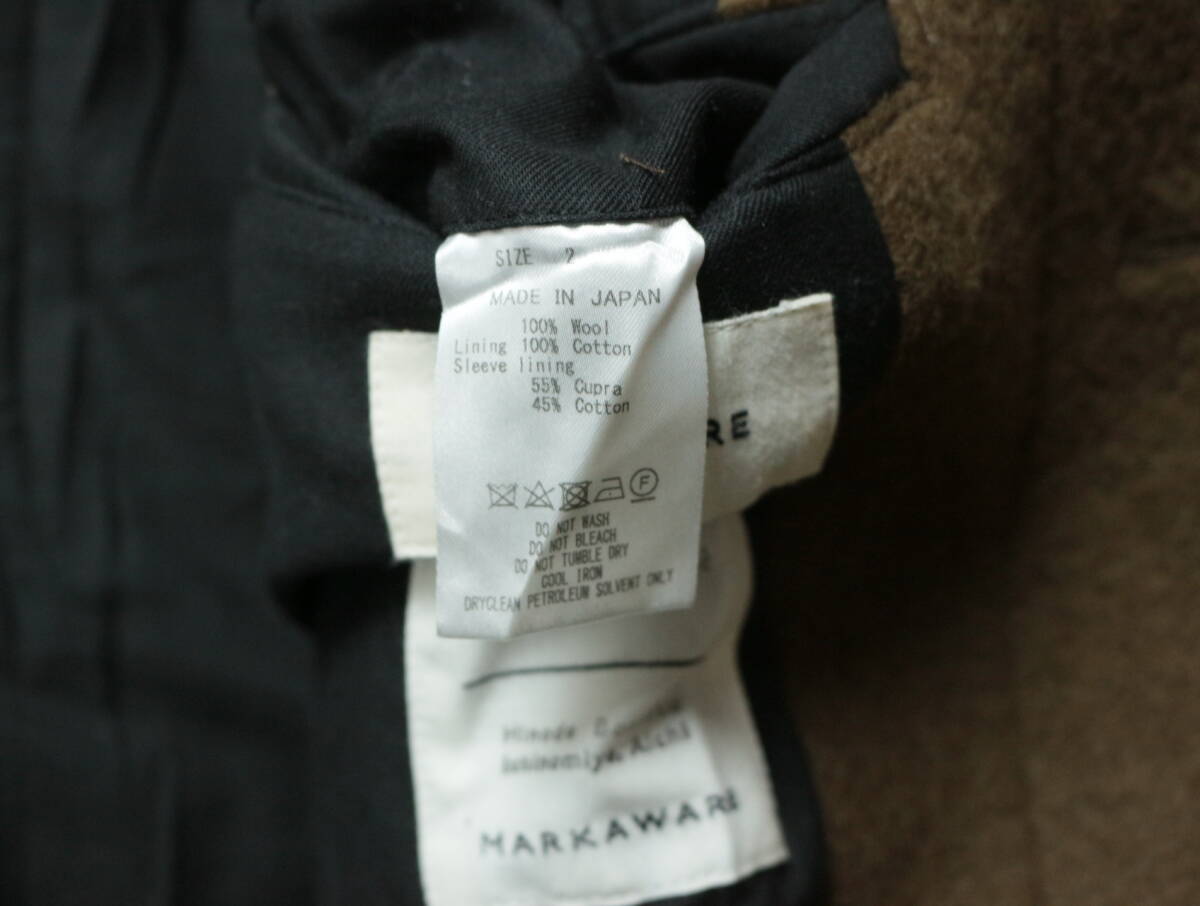 SIZE 2
MADE IN JAPAN
100% Wool
Lining 100% Cotton
Sleeve lining
55% Cupra
45% Cotton
RE
F
DO NOT WASH
DO NOT BLEACH
DO NOT TUMBLE DRY
COOL IRON
DRYCLEAN PETROLEUM SOLVENT ONLY
MARKAWARE